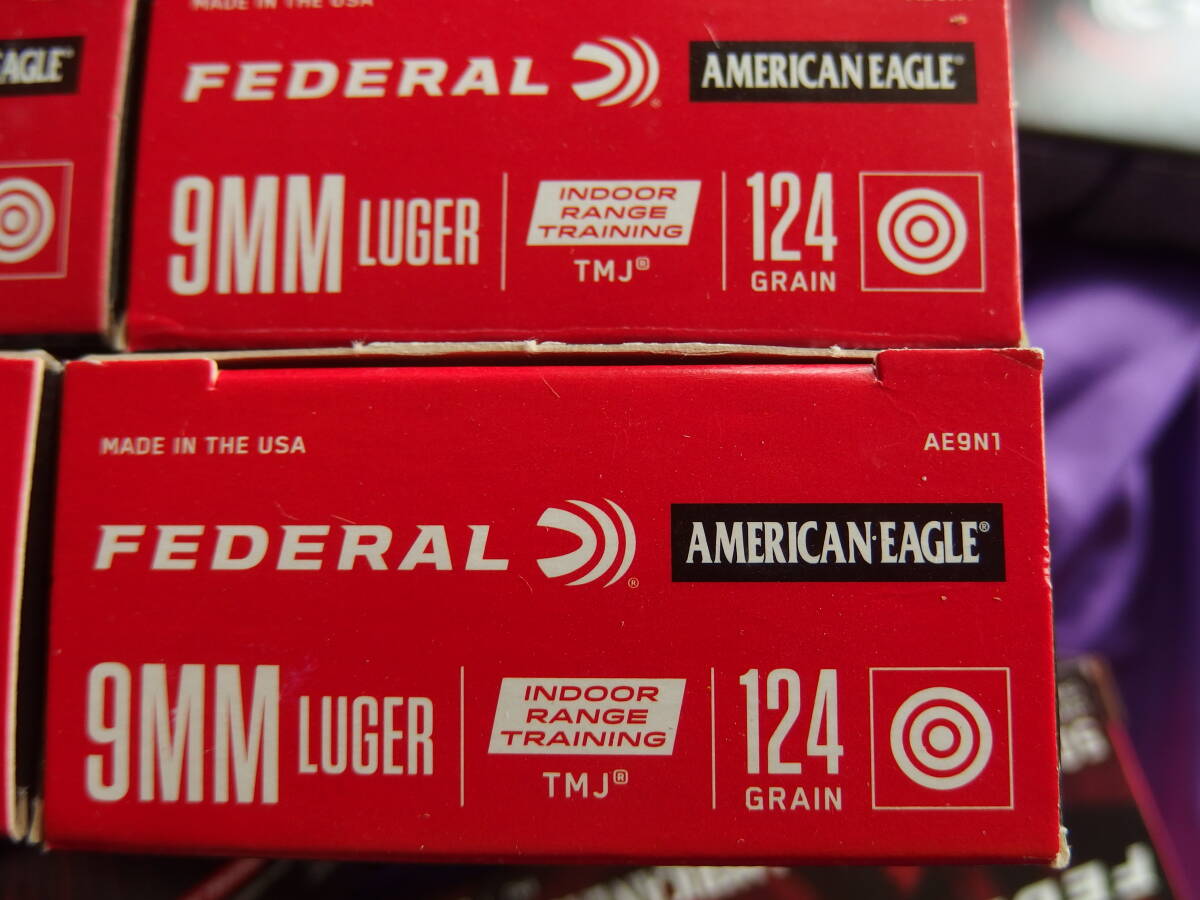 MADE IN THE USA
EAGLE®
FEDERAL ®
AMERICAN EAGLE®
9MM LUGER
INDOOR
RANGE
TRAINING
TMJ®
124
GRAIN
MADE IN THE USA
AE9N1
FEDERAL ®
AMERICAN·EAGLE®
9MM LUGER
INDOOR
RANGE
TRAINING
TMJ®
124
GRAIN